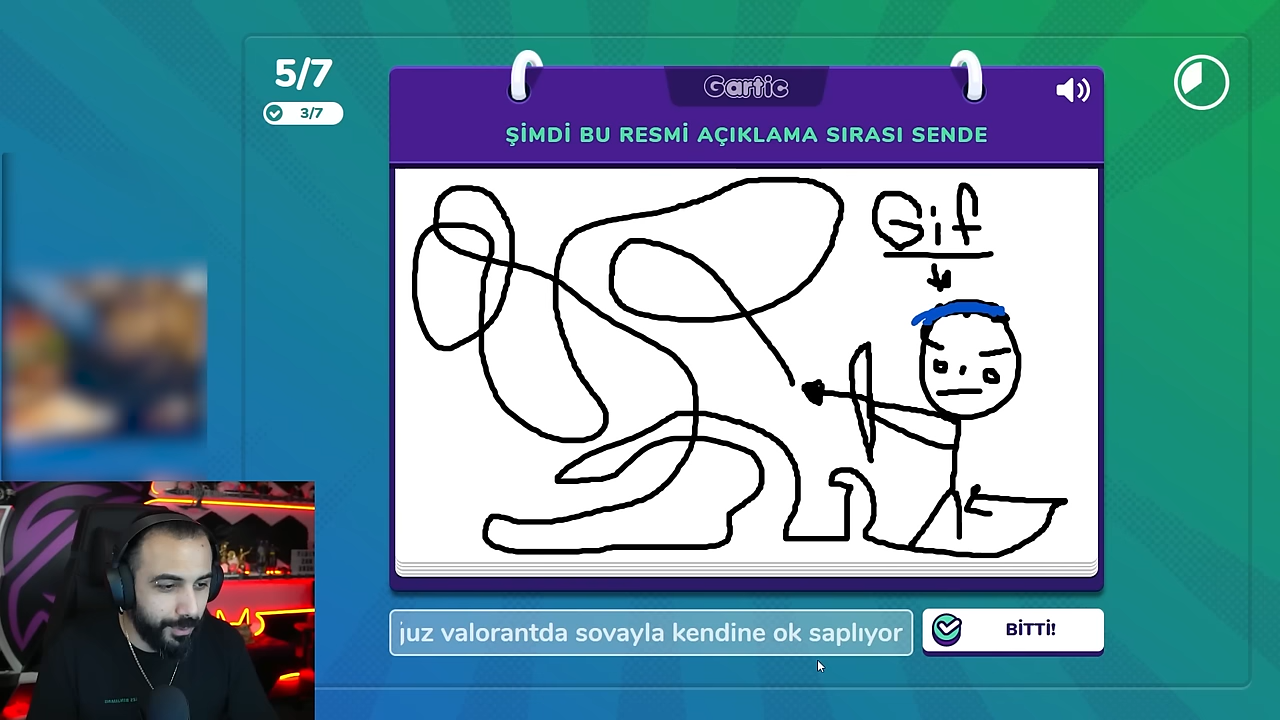 5/7
3/7
Gartic
ŞİMDİ BU RESMİ AÇIKLAMA SIRASI SENDE
Gif
juz valorantda sovayla kendine ok saplıyor
BİTTİ!